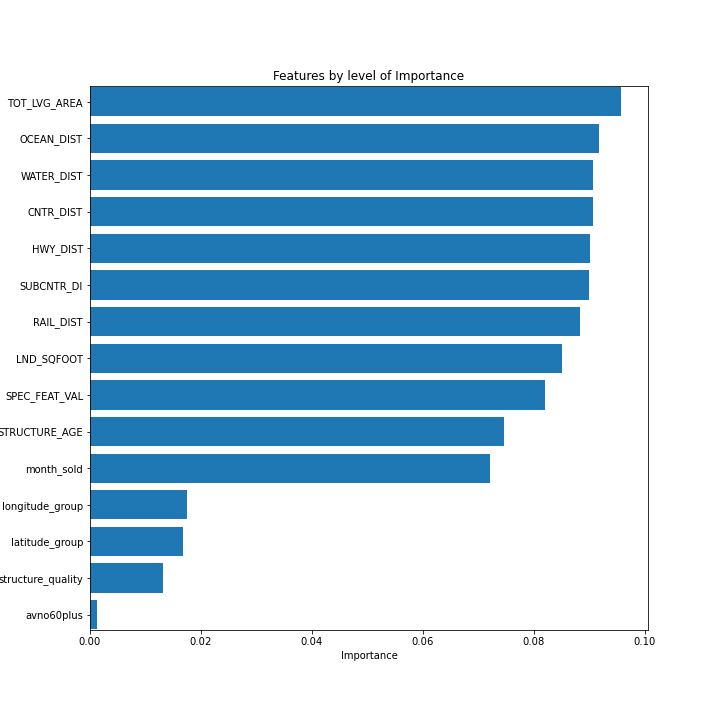 Features by level of Importance
TOT_LVG_AREA
OCEAN_DIST
WATER_DIST
CNTR_DIST
HWY_DIST
SUBCNTR_DI
RAIL_DIST
LND_SQFOOT
SPEC_FEAT_VAL
STRUCTURE_AGE
month_sold
longitude_group
latitude_group
structure_quality
avno60plus
0.00 0.02 0.04 0.06 0.08 0.10
Importance